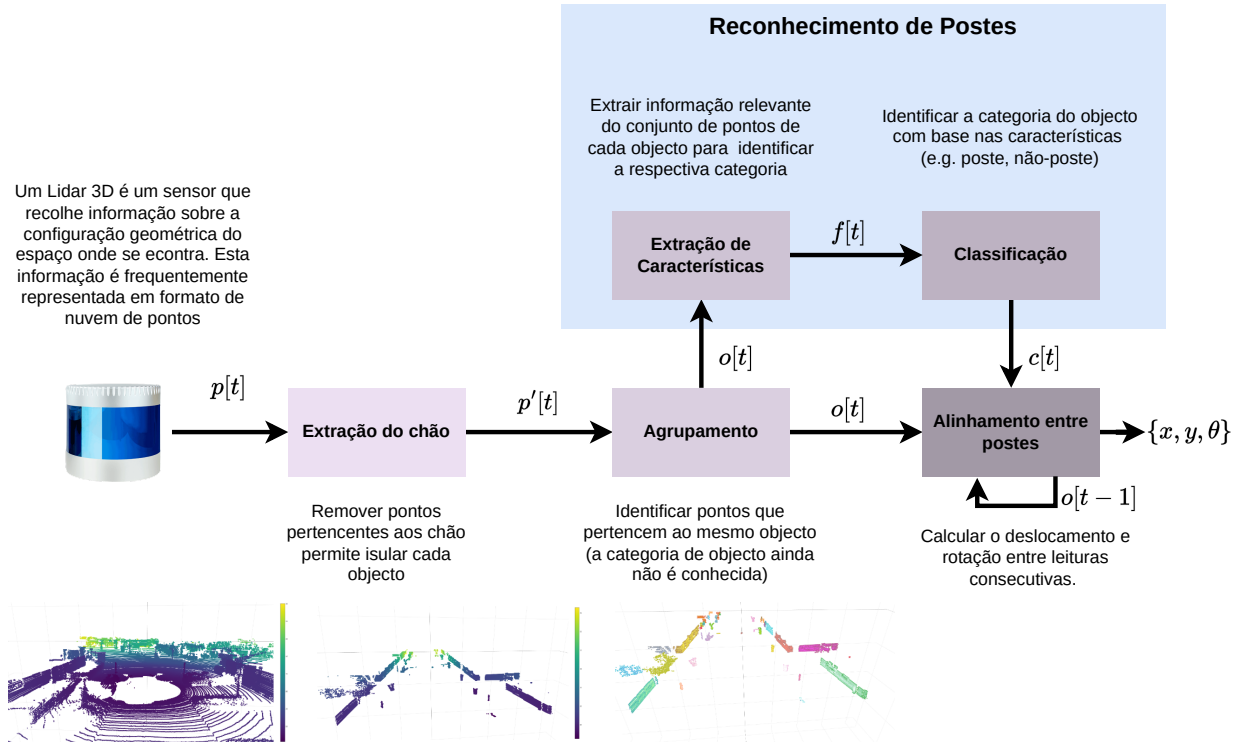 Reconhecimento de Postes
Extrair informação relevante
do conjunto de pontos de
cada objecto para identificar
a respectiva categoria
Identificar a categoria do objecto
com base nas características
(e.g. poste, não-poste)
Um Lidar 3D é um sensor que
recolhe informação sobre a
configuração geométrica do
espaço onde se econtra. Esta
informação é frequentemente
representada em formato de
nuvem de pontos
Extração de
Características
f[t]
Classificação
o[t]
c[t]
p[t]
Extração do chão
p'[t]
Agrupamento
o[t]
Alinhamento entre
postes
{x, y, θ}
o[t − 1]
Remover pontos
pertencentes aos chão
permite isular cada
objecto
Identificar pontos que
pertencem ao mesmo objecto
(a categoria de objecto ainda
não é conhecida)
Calcular o deslocamento e
rotação entre leituras
consecutivas.